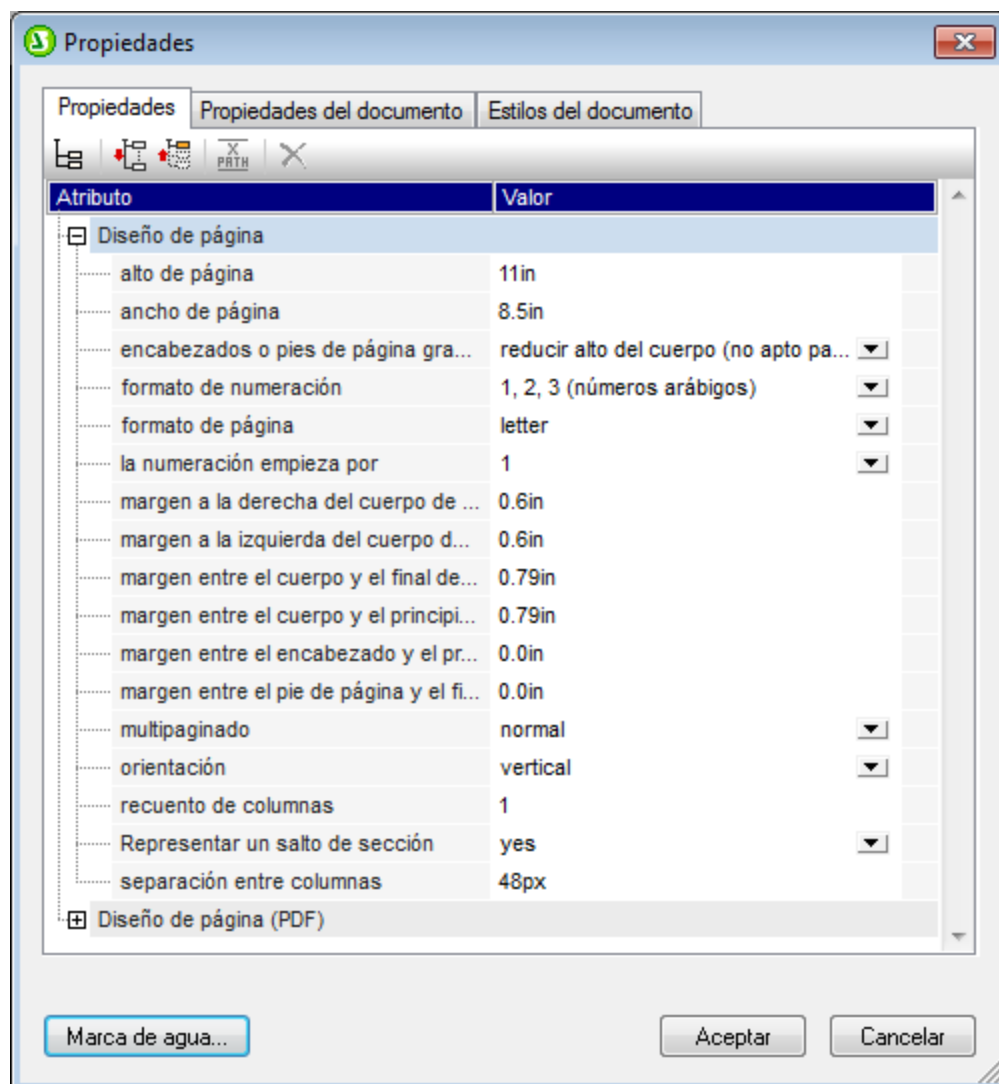 Propiedades
Propiedades Propiedades del documento Estilos del documento
X
PATH
Atributo Valor
Diseño de página
alto de página 11in
ancho de página 8.5in
encabezados o pies de página gra... reducir alto del cuerpo (no apto pa...
formato de numeración 1, 2, 3 (números arábigos)
formato de página letter
la numeración empieza por 1
margen a la derecha del cuerpo de ... 0.6in
margen a la izquierda del cuerpo d... 0.6in
margen entre el cuerpo y el final de... 0.79in
margen entre el cuerpo y el principi... 0.79in
margen entre el encabezado y el pr... 0.0in
margen entre el pie de página y el fi... 0.0in
multipaginado normal
orientación vertical
recuento de columnas 1
Representar un salto de sección yes
separación entre columnas 48px
Diseño de página (PDF)
Marca de agua... Aceptar Cancelar